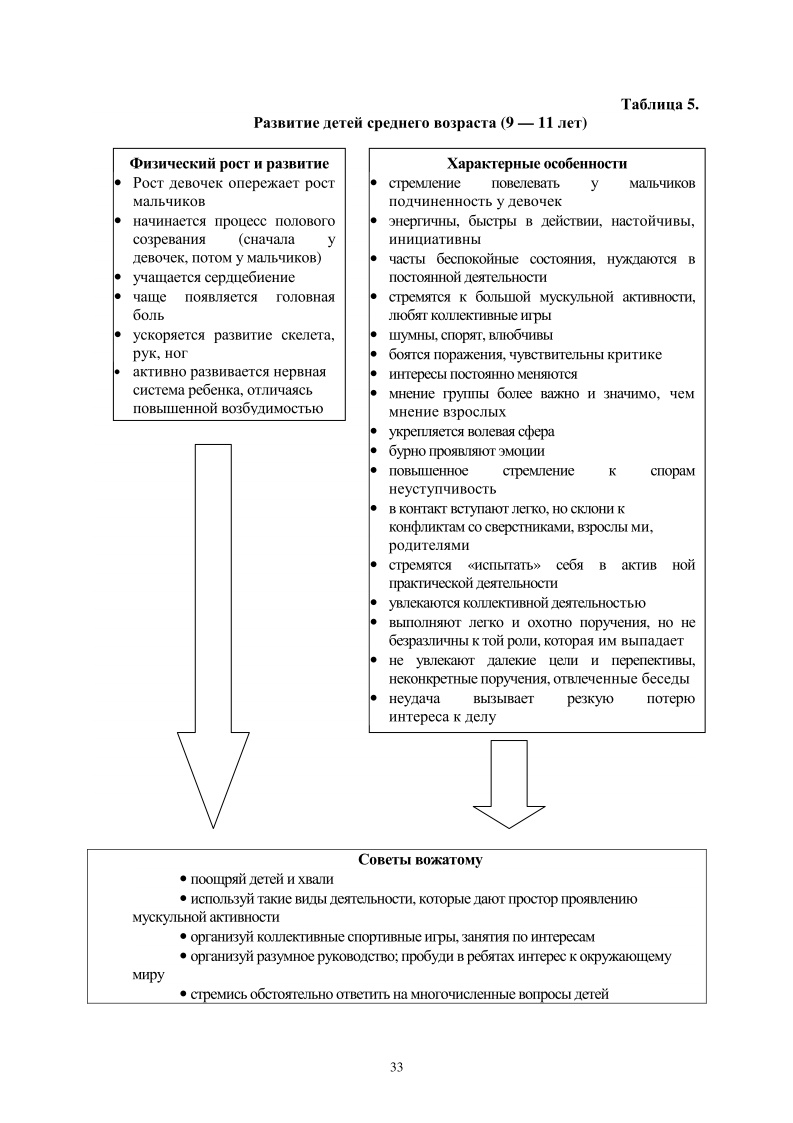 Таблица 5.
Развитие детей среднего возраста (9 — 11 лет)
Физический рост и развитие
• Рост девочек опережает рост
мальчиков
• начинается процесс полового
созревания (сначала у
девочек, потом у мальчиков)
• учащается сердцебиение
• чаще появляется головная
боль
• ускоряется развитие скелета,
рук, ног
• активно развивается нервная
система ребенка, отличаясь
повышенной возбудимостью
Характерные особенности
• стремление повелевать у мальчиков
подчиненность у девочек
• энергичны, быстры в действии, настойчивы,
инициативны
• часты беспокойные состояния, нуждаются в
постоянной деятельности
• стремятся к большой мускульной активности,
любят коллективные игры
• шумны, спорят, влюбчивы
• боятся поражения, чувствительны критике
• интересы постоянно меняются
• мнение группы более важно и значимо, чем
мнение взрослых
• укрепляется волевая сфера
• бурно проявляют эмоции
• повышенное стремление к спорам
неуступчивость
• в контакт вступают легко, но склони к
конфликтам со сверстниками, взрослы ми,
родителями
• стремятся «испытать» себя в актив ной
практической деятельности
• увлекаются коллективной деятельностью
• выполняют легко и охотно поручения, но не
безразличны к той роли, которая им выпадает
• не увлекают далекие цели и перепективы,
неконкретные поручения, отвлеченные беседы
• неудача вызывает резкую потерю
интереса к делу
Советы вожатому
• поощряй детей и хвали
• используй такие виды деятельности, которые дают простор проявлению
мускульной активности
• организуй коллективные спортивные игры, занятия по интересам
• организуй разумное руководство; пробуди в ребятах интерес к окружающему
миру
• стремись обстоятельно ответить на многочисленные вопросы детей
33